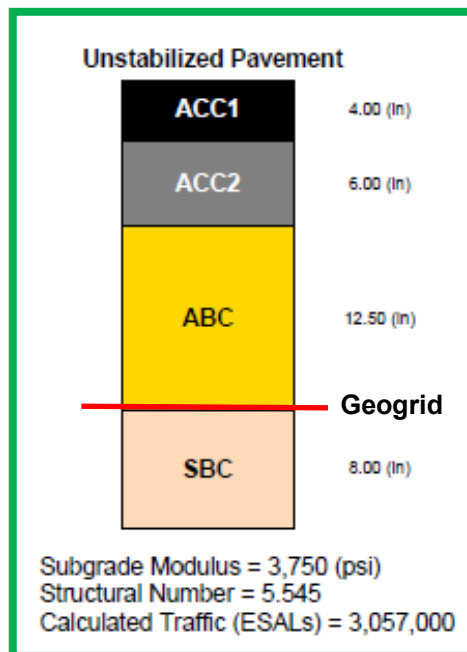 Unstabilized Pavement
ACC1 4.00 (in)
ACC2 6.00 (in)
ABC 12.50 (in)
Geogrid
SBC 8.00 (in)
Subgrade Modulus = 3,750 (psi)
Structural Number = 5.545
Calculated Traffic (ESALs) = 3,057,000